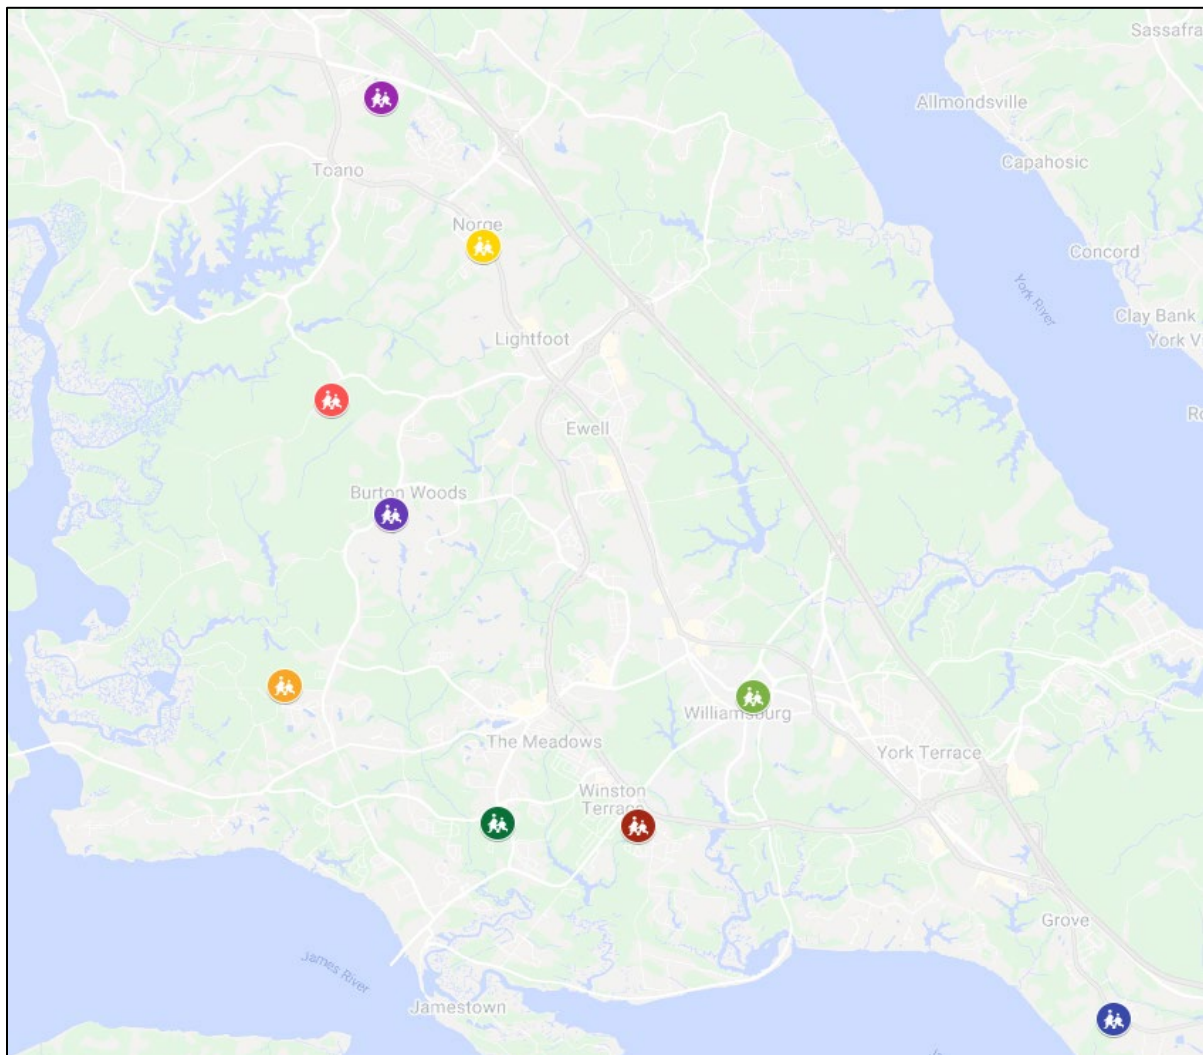 Sassafra
Allmondsville
Capahosic
Toano
Norge
Concord
York River
Clay Bank
York V
Lightfoot
Ro
Ewell
Burton Woods
Williamsburg
The Meadows
York Terrace
Winston
Terrace
Grove
James River
Jamestown